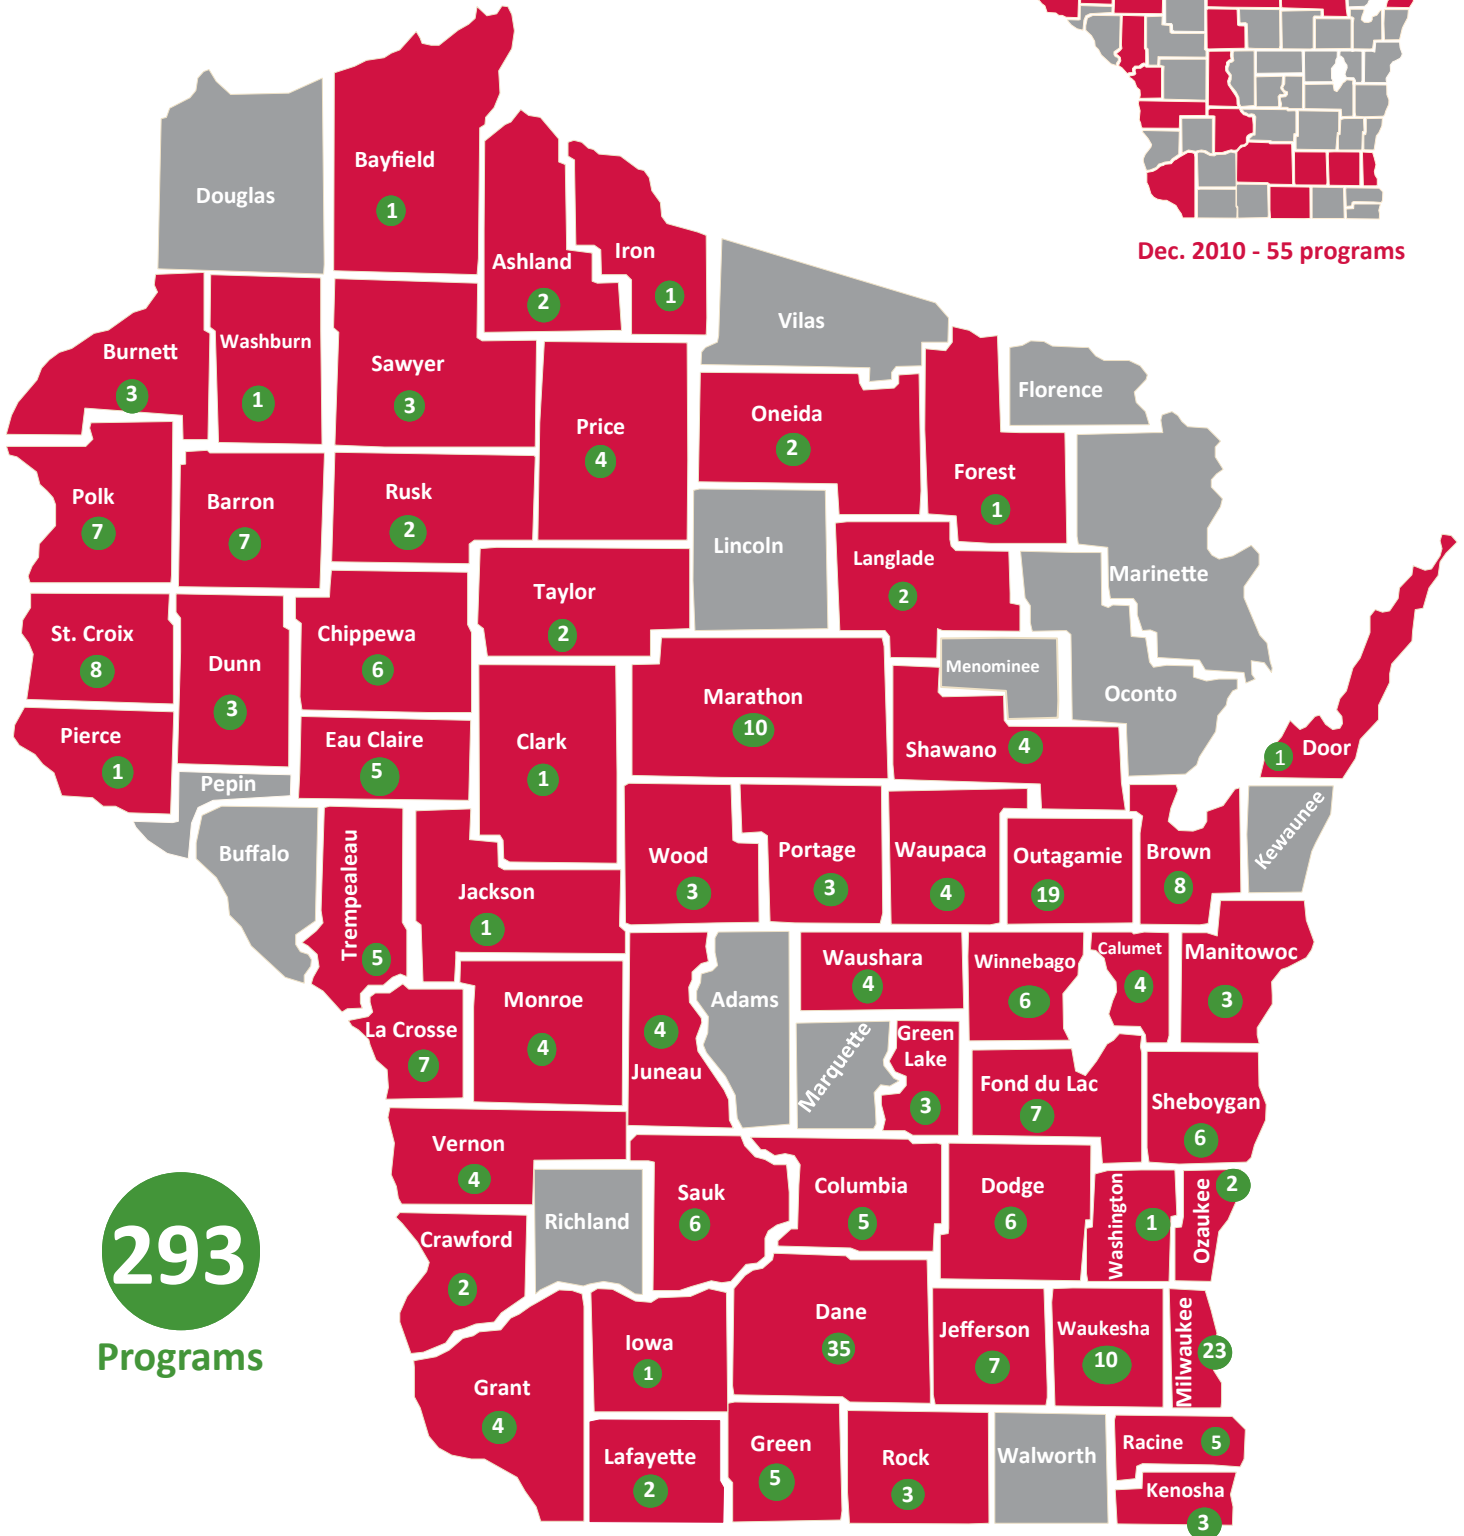 Dec. 2010 - 55 programs
Bayfield
1
Douglas
Ashland
2
Iron
1
Vilas
Burnett
3
Washburn
1
Sawyer
3
Price
4
Oneida
2
Forest
1
Florence
Polk
7
Barron
7
Rusk
2
Lincoln
Langlade
2
Marinette
Taylor
2
St. Croix
8
Dunn
3
Chippewa
6
Marathon
10
Menominee
Oconto
Shawano
4
Pierce
1
Pepin
Eau Claire
5
Clark
1
Door
1
Buffalo
Trempealeau
5
Jackson
1
Wood
3
Portage
3
Waupaca
4
Outagamie
19
Brown
8
Kewaunee
La Crosse
7
Monroe
4
4
Juneau
Adams
Waushara
4
Winnebago
6
Calumet
4
Manitowoc
3
Marquette
Green
Lake
3
Fond du Lac
7
Sheboygan
6
Vernon
4
Richland
Sauk
6
Columbia
5
Dodge
6
Washington
1
Ozaukee
2
Crawford
2
293
Programs
Grant
4
Iowa
1
Dane
35
Jefferson
7
Waukesha
10
Milwaukee
23
Lafayette
2
Green
5
Rock
3
Walworth
Racine
5
Kenosha
3